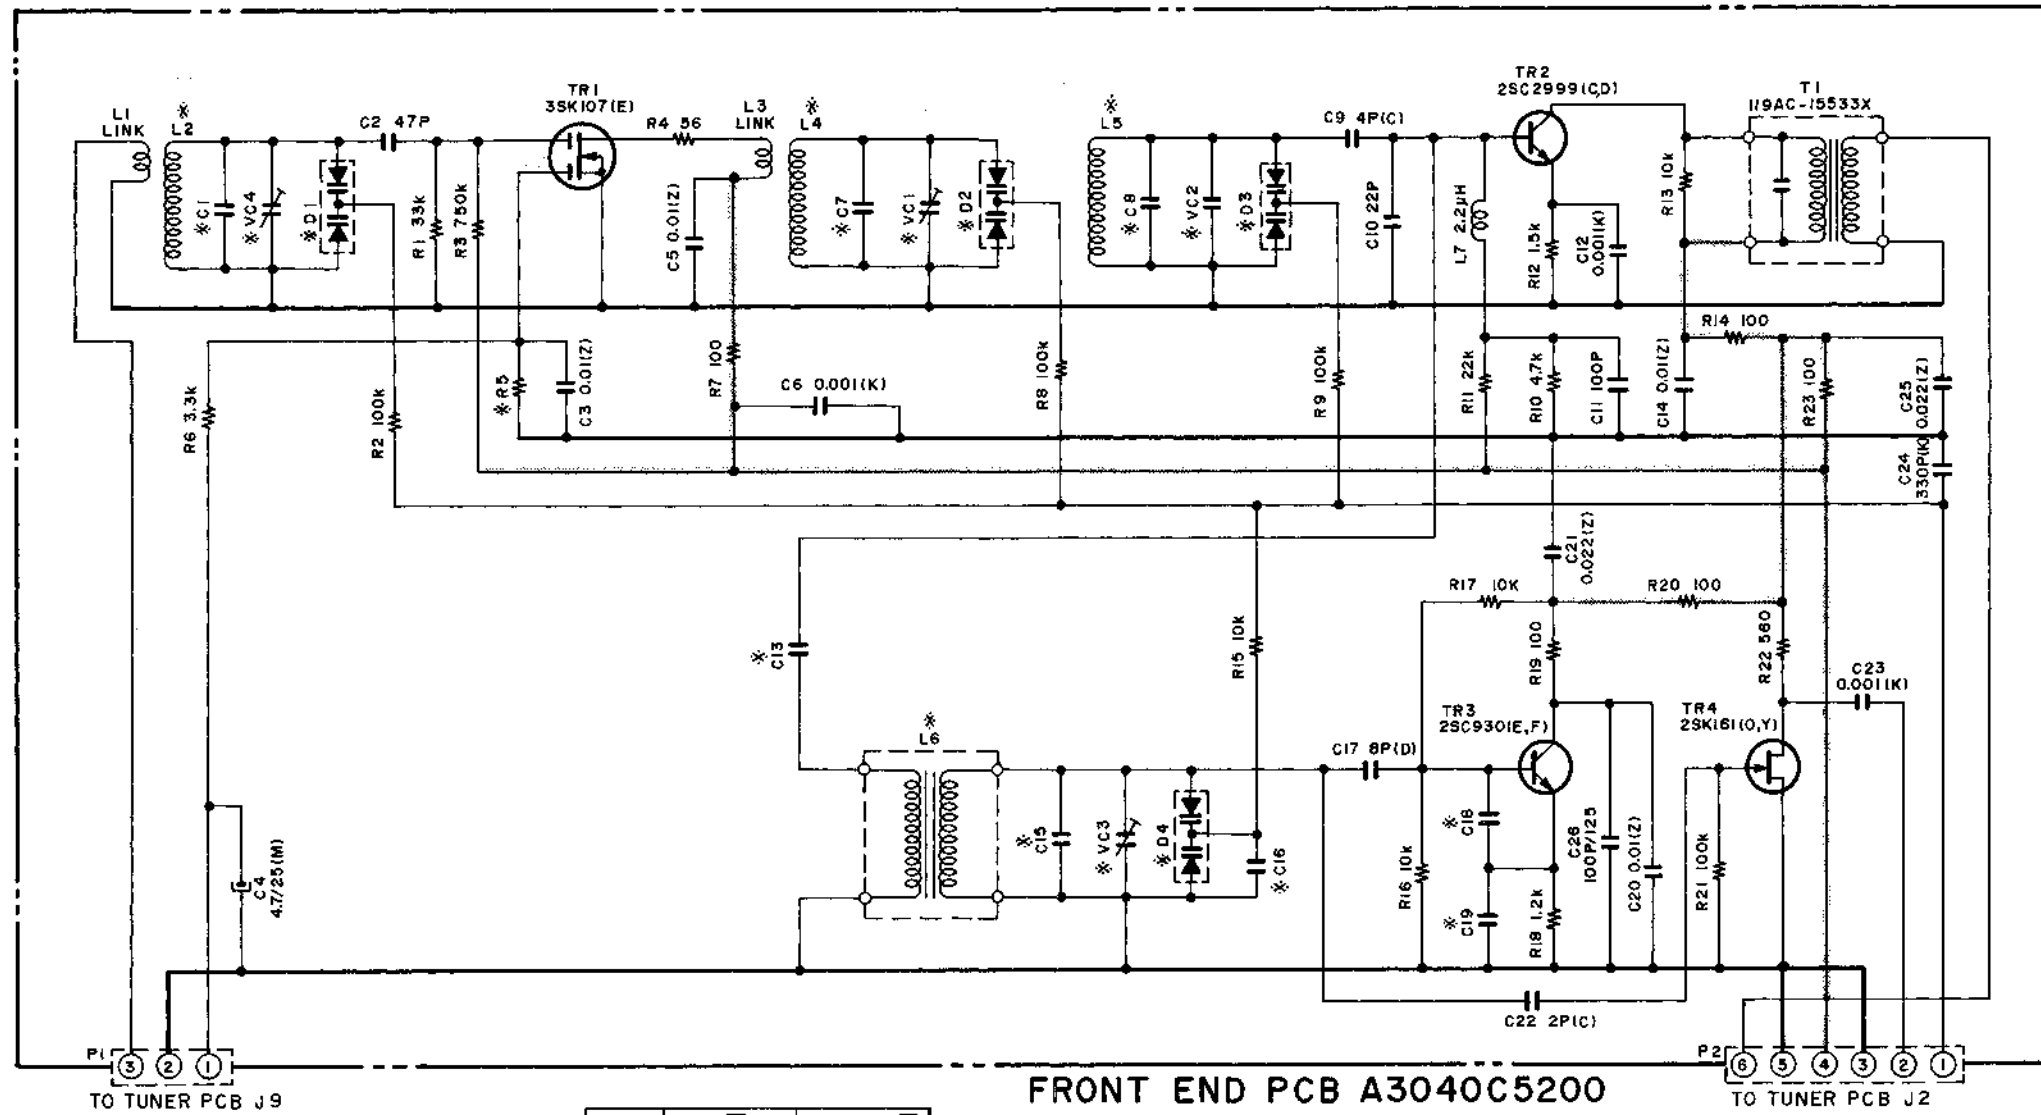 TR1
3SK107(E)
L1
LINK
※
L2
C2 47P
R4 56
L3
LINK
※
L4
※
L5
C9 4P(C)
TR2
2SC2999(C,D)
T1
119AC-15533X
※C1
※VC4
※D1
R1 33k
R3 750k
C5 0.01(Z)
※C7
※VC1
※D2
※C8
※VC2
※D3
C10 22P
L7 2.2μH
R12 1.5k
C12
0.001(K)
R13 10k
R14 100
R6 3.3k
R2 100k
※R5
C3 0.01(Z)
R7 100
C6 0.001(K)
R8 100k
R9 100k
R11 22k
R10 4.7k
C11 100P
C14 0.01(Z)
R23 100
C25
0.022(Z)
C24
330P(K)
C21
0.022(Z)
R17 10K
R20 100
※C13
R15 10k
R19 100
R22 560
C23
0.001(K)
※
L6
C17 8P(D)
TR3
2SC930(E,F)
TR4
2SK161(O,Y)
C4
4.7/25(M)
※C15
※VC3
※D4
※C16
R16 10k
※C18
※C19
R18 1.2k
C26
100P/125
C20 0.01(Z)
R21 100k
C22 2P(C)
P1 3 2 1
TO TUNER PCB J9
FRONT END PCB A3040C5200
P2 6 5 4 3 2 1
TO TUNER PCB J2